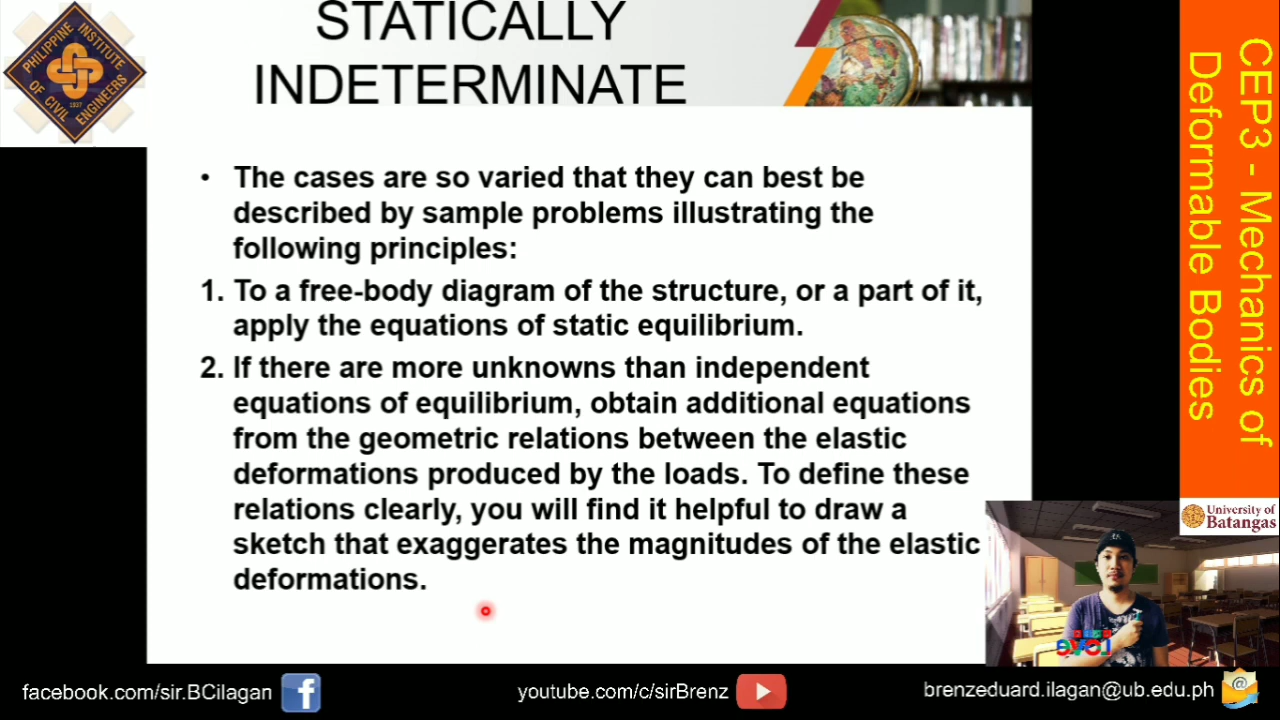 STATICALLY
INDETERMINATE
PHILIPPINE INSTITUTE
OF CIVIL ENGINEERS
1937
• The cases are so varied that they can best be
described by sample problems illustrating the
following principles:
1. To a free-body diagram of the structure, or a part of it,
apply the equations of static equilibrium.
2. If there are more unknowns than independent
equations of equilibrium, obtain additional equations
from the geometric relations between the elastic
deformations produced by the loads. To define these
relations clearly, you will find it helpful to draw a
sketch that exaggerates the magnitudes of the elastic
deformations.
CEP3 - Mechanics of
Deformable Bodies
University of
Batangas
facebook.com/sir.BCilagan
youtube.com/c/sirBrenz
brenzeduard.ilagan@ub.edu.ph